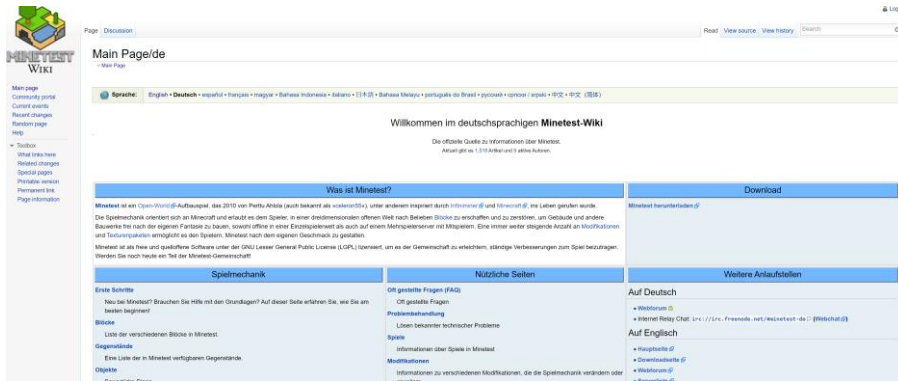 Log
Page Discussion
Read View source View history Search
Main Page/de
‹ Main Page
MINETEST
WIKI
Main page
Community portal
Current events
Recent changes
Random page
Help
Toolbox
What links here
Related changes
Special pages
Printable version
Permanent link
Page information
Sprache: English • Deutsch • español • français • magyar • Bahasa Indonesia • italiano • 日本語 • Bahasa Melayu • português do Brasil • русский • српски / srpski • 中文 • 中文（简体）
Willkommen im deutschsprachigen Minetest-Wiki
Die offizielle Quelle zu Informationen über Minetest.
Aktuell gibt es Artikel und aktive Autoren.
Was ist Minetest?
Minetest ist ein Open-World-Aufbauspiel, das 2010 von Perttu Ahtola (auch bekannt als »celeron55«), unter anderem inspiriert durch Infiniminer und Minecraft, ins Leben gerufen wurde.
Die Spielmechanik orientiert sich an Minecraft und erlaubt es dem Spieler, in einer dreidimensionalen offenen Welt nach Belieben Blöcke zu erschaffen und zu zerstören, um Gebäude und andere
Bauwerke frei nach der eigenen Fantasie zu bauen, sowohl offline in einer Einzelspielerwelt als auch auf einem Mehrspielerserver mit Mitspielern. Eine immer weiter steigende Anzahl an Modifikationen
und Texturenpaketen ermöglicht es den Spielern, Minetest nach dem eigenen Geschmack zu gestalten.
Minetest ist als freie und quelloffene Software unter der GNU Lesser General Public License (LGPL) lizenziert, um es der Gemeinschaft zu erleichtern, ständige Verbesserungen zum Spiel beizutragen.
Werden Sie noch heute ein Teil der Minetest-Gemeinschaft!
Download
Minetest herunterladen
Spielmechanik
Erste Schritte
Neu bei Minetest? Brauchen Sie Hilfe mit den Grundlagen? Auf dieser Seite erfahren Sie, wie Sie am
besten beginnen!
Blöcke
Liste der verschiedenen Blöcke in Minetest.
Gegenstände
Eine Liste der in Minetest verfügbaren Gegenstände.
Objekte
Nützliche Seiten
Oft gestellte Fragen (FAQ)
Oft gestellte Fragen
Problembehandlung
Lösen bekannter technischer Probleme
Spiele
Informationen über Spiele in Minetest
Modifikationen
Informationen zu verschiedenen Modifikationen, die die Spielmechanik verändern oder
Weitere Anlaufstellen
Auf Deutsch
• Webforum
• Internet Relay Chat: irc://irc.freenode.net/#minetest-de (Webchat)
Auf Englisch
• Hauptseite
• Downloadseite
• Webforum